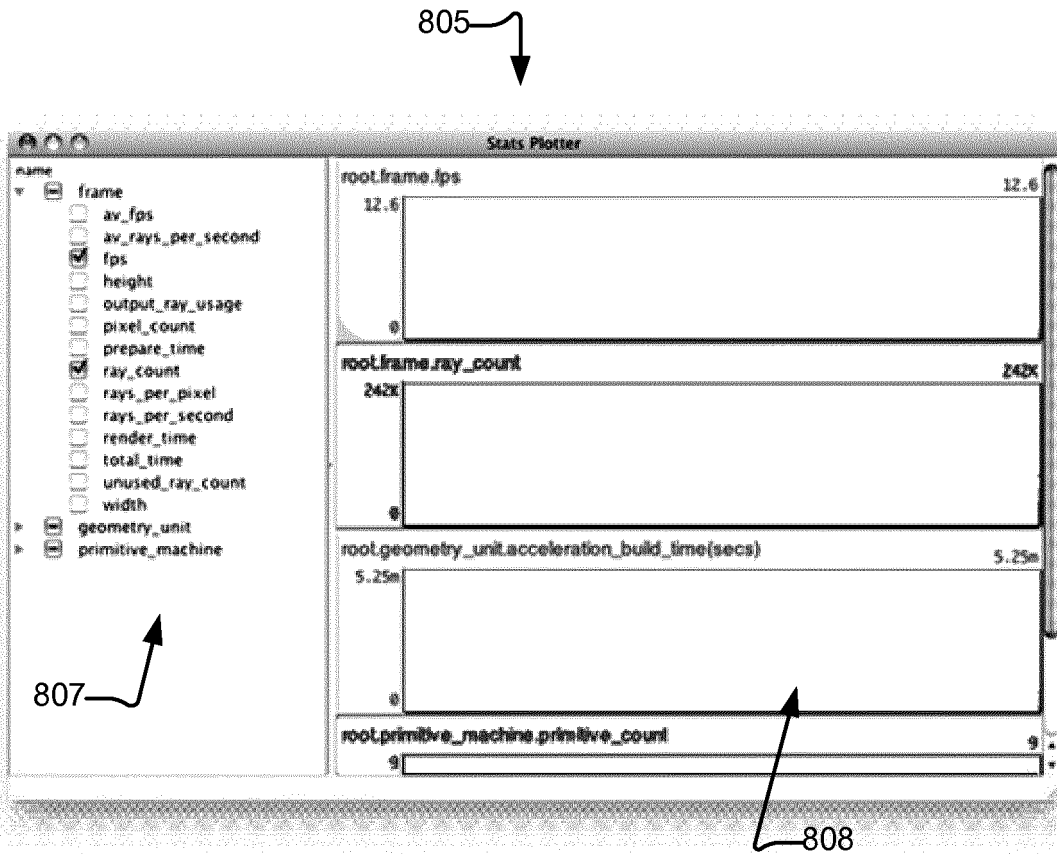 805
Stats Plotter
name
frame
av_fps
av_rays_per_second
fps
height
output_ray_usage
pixel_count
prepare_time
ray_count
rays_per_pixel
rays_per_second
render_time
total_time
unused_ray_count
width
geometry_unit
primitive_machine
807
root.frame.fps
12.6
12.6
0
root.frame.ray_count
242K
242K
0
root.geometry_unit.acceleration_build_time(secs)
5.25m
5.25m
0
root.primitive_machine.primitive_count
9
9
808